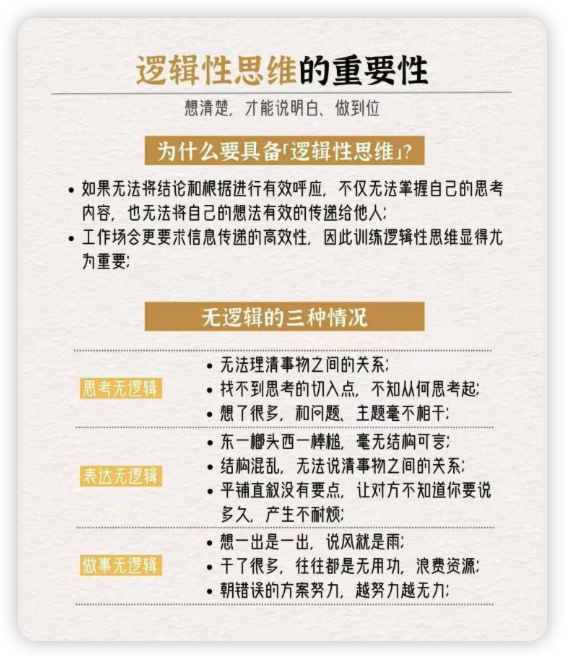 逻辑性思维的重要性
想清楚，才能说明白、做到位
为什么要具备「逻辑性思维」?
• 如果无法将结论和根据进行有效呼应，不仅无法掌握自己的思考
内容，也无法将自己的想法有效的传递给他人;
• 工作场合更要求信息传递的高效性，因此训练逻辑性思维显得尤
为重要;
无逻辑的三种情况
思考无逻辑
• 无法理清事物之间的关系;
• 找不到思考的切入点，不知从何思考起;
• 想了很多，和问题、主题毫不相干;
表达无逻辑
• 东一榔头西一棒槌，毫无结构可言;
• 结构混乱，无法说清事物之间的关系;
• 平铺直叙没有要点，让对方不知道你要说
多久，产生不耐烦;
做事无逻辑
• 想一出是一出，说风就是雨;
• 干了很多，往往都是无用功，浪费资源;
• 朝错误的方案努力，越努力越无力;